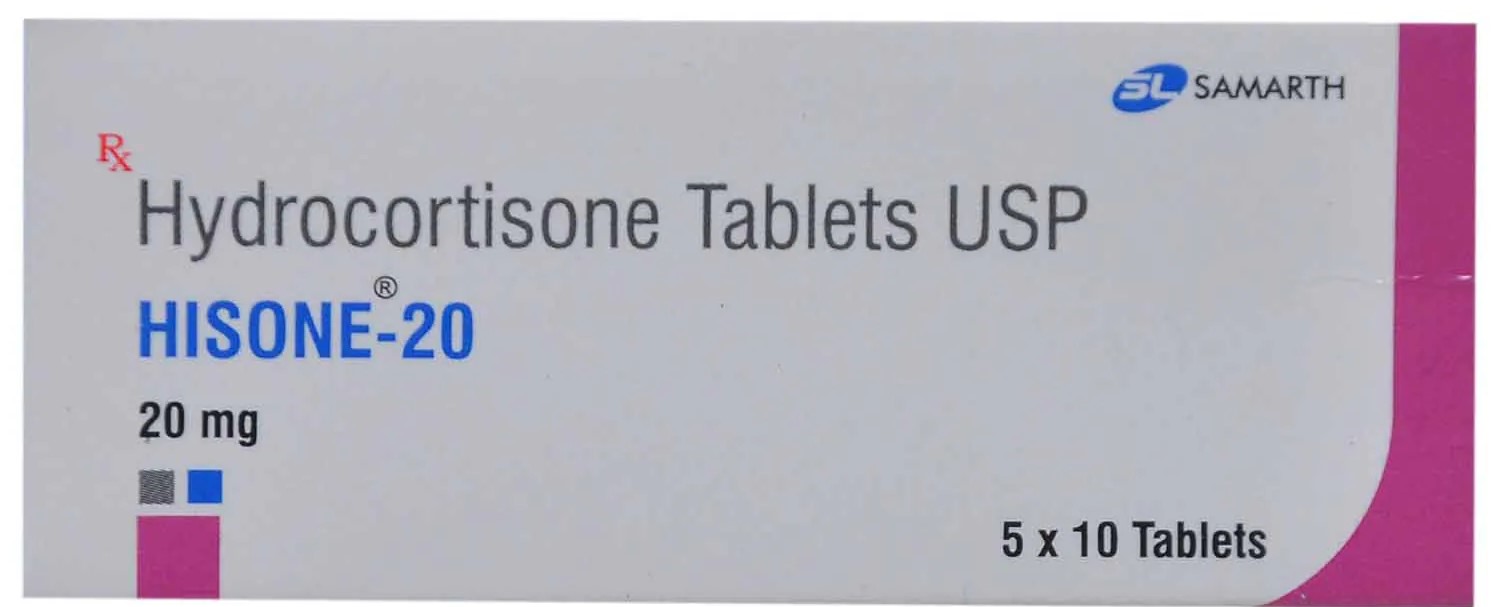 SL SAMARTH
Rx
Hydrocortisone Tablets USP
HISONE®-20
20 mg
5 x 10 Tablets